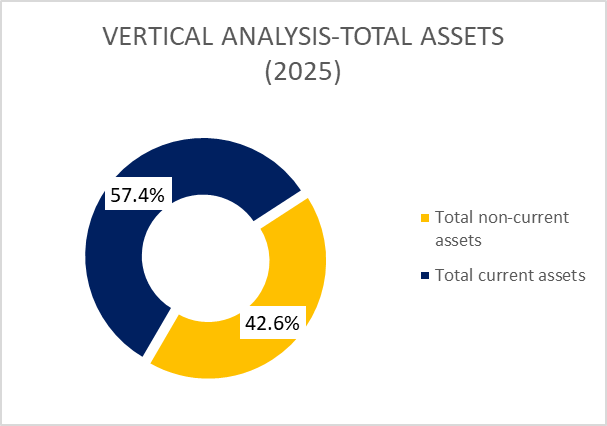 VERTICAL ANALYSIS-TOTAL ASSETS
(2025)
57.4%
42.6%
Total non-current
assets
Total current assets